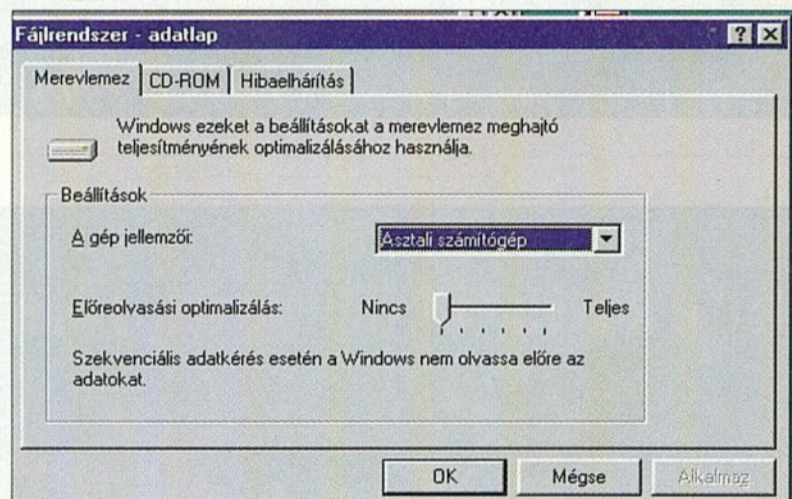 Fájlrendszer - adatlap
Merevlemez
CD-ROM
Hibaelhárítás
Windows ezeket a beállításokat a merevlemez meghajtó
teljesítményének optimalizálásához használja.
Beállítások
A gép jellemzői:
Asztali számítógép
Előreolvasási optimalizálás:
Nincs
Teljes
Szekvenciális adatkérés esetén a Windows nem olvassa előre az
adatokat.
OK
Mégse
Alkalmaz